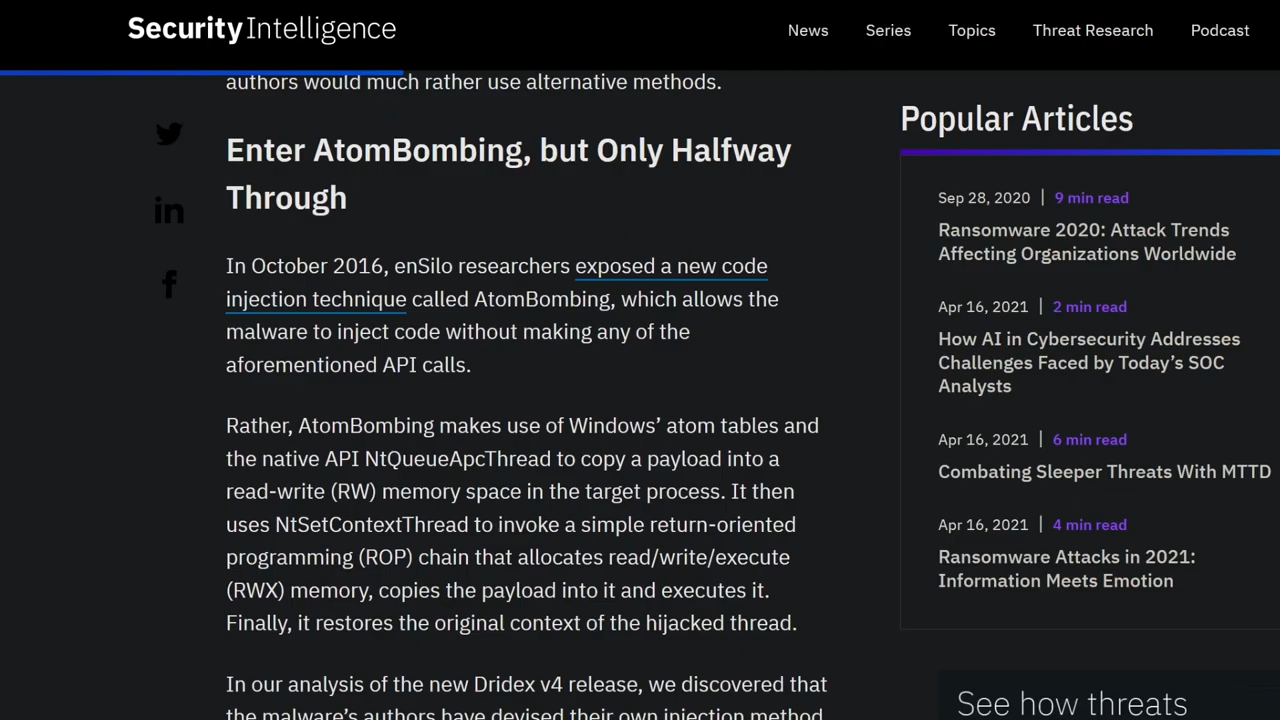 SecurityIntelligence
News Series Topics Threat Research Podcast
authors would much rather use alternative methods.
Enter AtomBombing, but Only Halfway
Through
In October 2016, enSilo researchers exposed a new code
injection technique called AtomBombing, which allows the
malware to inject code without making any of the
aforementioned API calls.
Rather, AtomBombing makes use of Windows’ atom tables and
the native API NtQueueApcThread to copy a payload into a
read-write (RW) memory space in the target process. It then
uses NtSetContextThread to invoke a simple return-oriented
programming (ROP) chain that allocates read/write/execute
(RWX) memory, copies the payload into it and executes it.
Finally, it restores the original context of the hijacked thread.
In our analysis of the new Dridex v4 release, we discovered that
the malware’s authors have devised their own injection method
Popular Articles
Sep 28, 2020 | 9 min read
Ransomware 2020: Attack Trends
Affecting Organizations Worldwide
Apr 16, 2021 | 2 min read
How AI in Cybersecurity Addresses
Challenges Faced by Today’s SOC
Analysts
Apr 16, 2021 | 6 min read
Combating Sleeper Threats With MTTD
Apr 16, 2021 | 4 min read
Ransomware Attacks in 2021:
Information Meets Emotion
See how threats